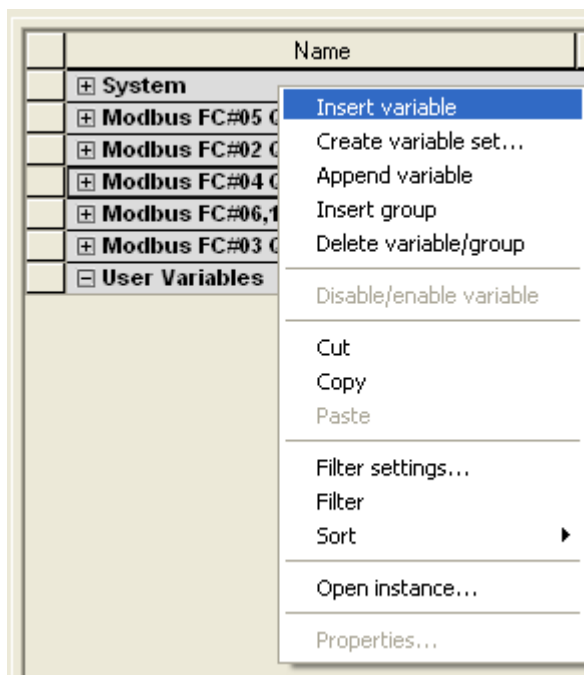 Name
System
Modbus FC#05
Modbus FC#02
Modbus FC#04
Modbus FC#06,1
Modbus FC#03
User Variables
Insert variable
Create variable set...
Append variable
Insert group
Delete variable/group
Disable/enable variable
Cut
Copy
Paste
Filter settings...
Filter
Sort
Open instance...
Properties...